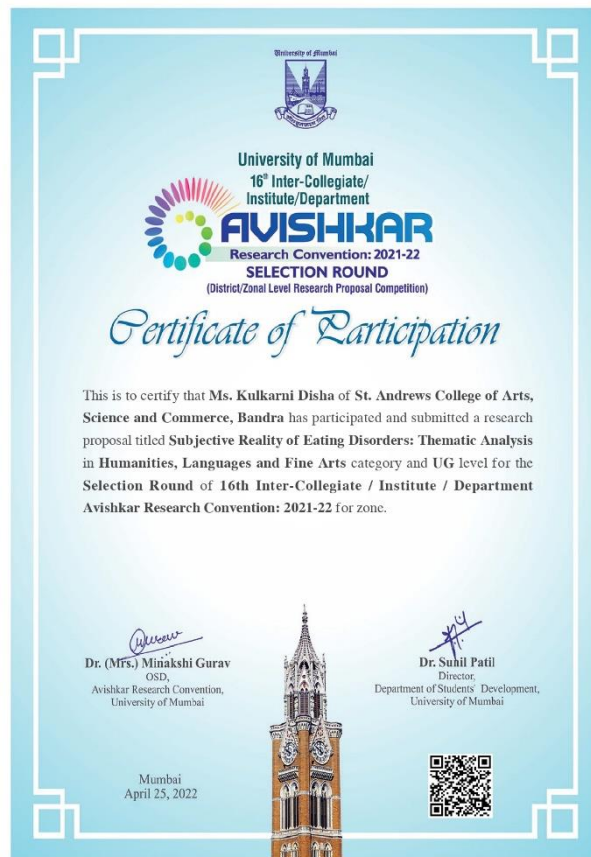 University of Mumbai
University of Mumbai
16th Inter-Collegiate/
Institute/Department
AVISHKAR
Research Convention: 2021-22
SELECTION ROUND
(District/Zonal Level Research Proposal Competition)
Certificate of Participation
This is to certify that Ms. Kulkarni Disha of St. Andrews College of Arts,
Science and Commerce, Bandra has participated and submitted a research
proposal titled Subjective Reality of Eating Disorders: Thematic Analysis
in Humanities, Languages and Fine Arts category and UG level for the
Selection Round of 16th Inter-Collegiate / Institute / Department
Avishkar Research Convention: 2021-22 for zone.
Dr. (Mrs.) Minakshi Gurav
OSD,
Avishkar Research Convention,
University of Mumbai
Dr. Sunil Patil
Director,
Department of Students' Development,
University of Mumbai
Mumbai
April 25, 2022